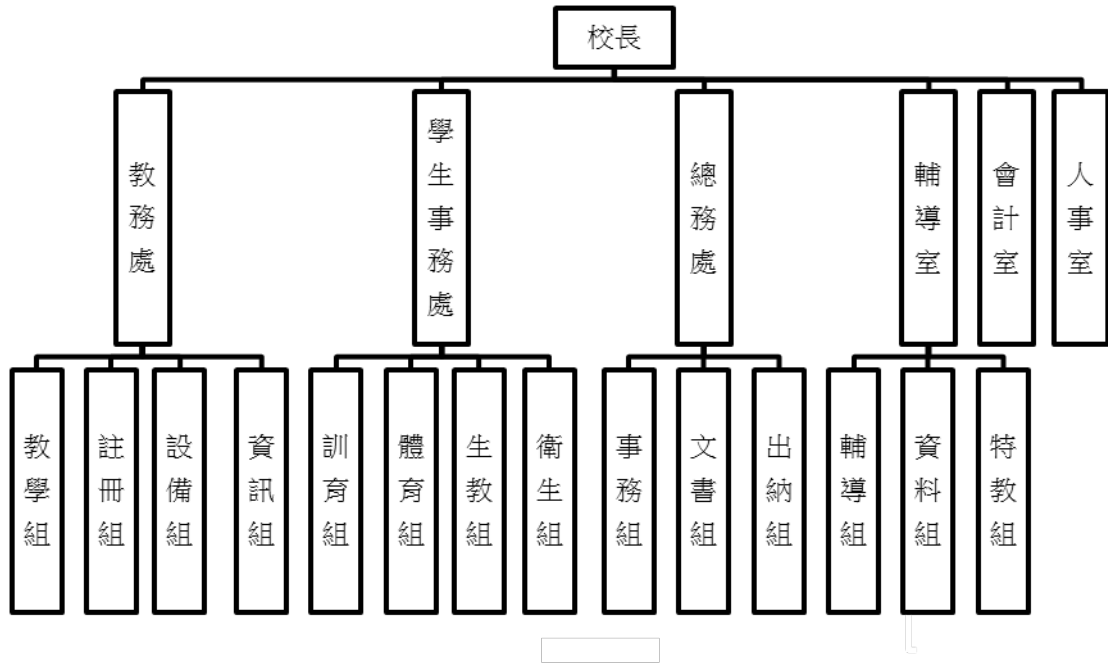 校長
教務處
學生事務處
總務處
輔導室
會計室
人事室
教學組
註冊組
設備組
資訊組
訓育組
體育組
生教組
衛生組
事務組
文書組
出納組
輔導組
資料組
特教組